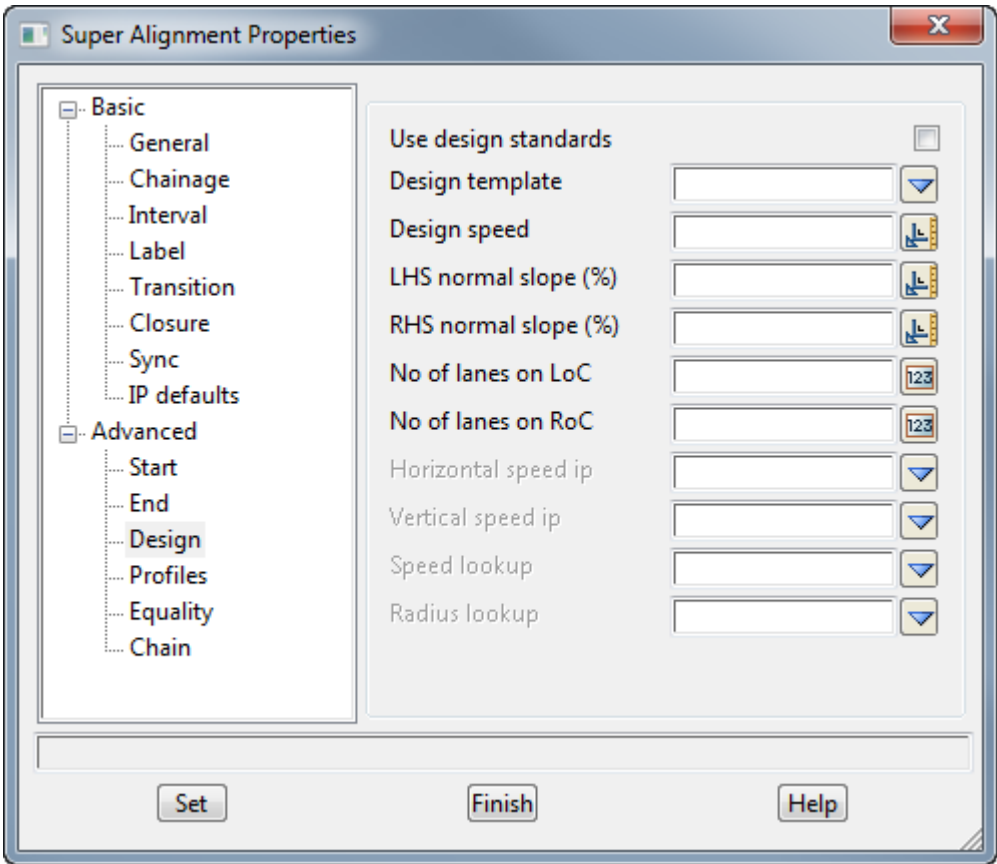 Super Alignment Properties
Basic
General
Chainage
Interval
Label
Transition
Closure
Sync
IP defaults
Advanced
Start
End
Design
Profiles
Equality
Chain
Use design standards
Design template
Design speed
LHS normal slope (%)
RHS normal slope (%)
No of lanes on LoC
123
No of lanes on RoC
123
Horizontal speed ip
Vertical speed ip
Speed lookup
Radius lookup
Set
Finish
Help